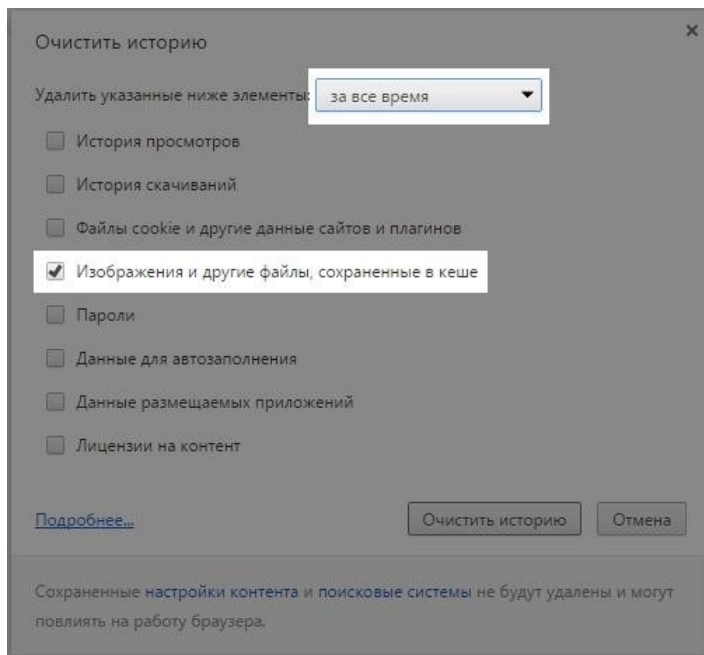 Очистить историю
Удалить указанные ниже элементы: за все время
История просмотров
История скачиваний
Файлы cookie и другие данные сайтов и плагинов
Изображения и другие файлы, сохраненные в кеше
Пароли
Данные для автозаполнения
Данные размещаемых приложений
Лицензии на контент
Подробнее... Очистить историю Отмена
Сохраненные настройки контента и поисковые системы не будут удалены и могут
повлиять на работу браузера.